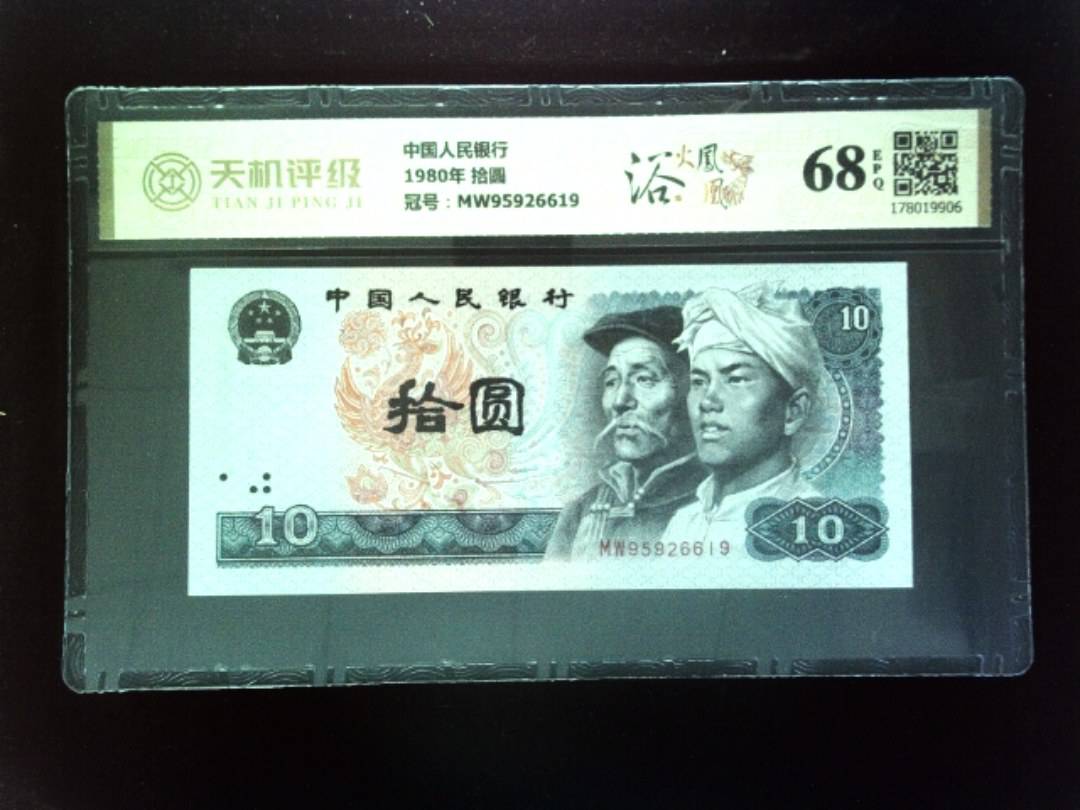 天机评级
TIAN JI PING JI
中国人民银行
1980年 拾圆
冠号：MW95926619
浴火凤凰
68
EPQ
178019906
中国人民银行
10
拾圆
10
MW95926619
10